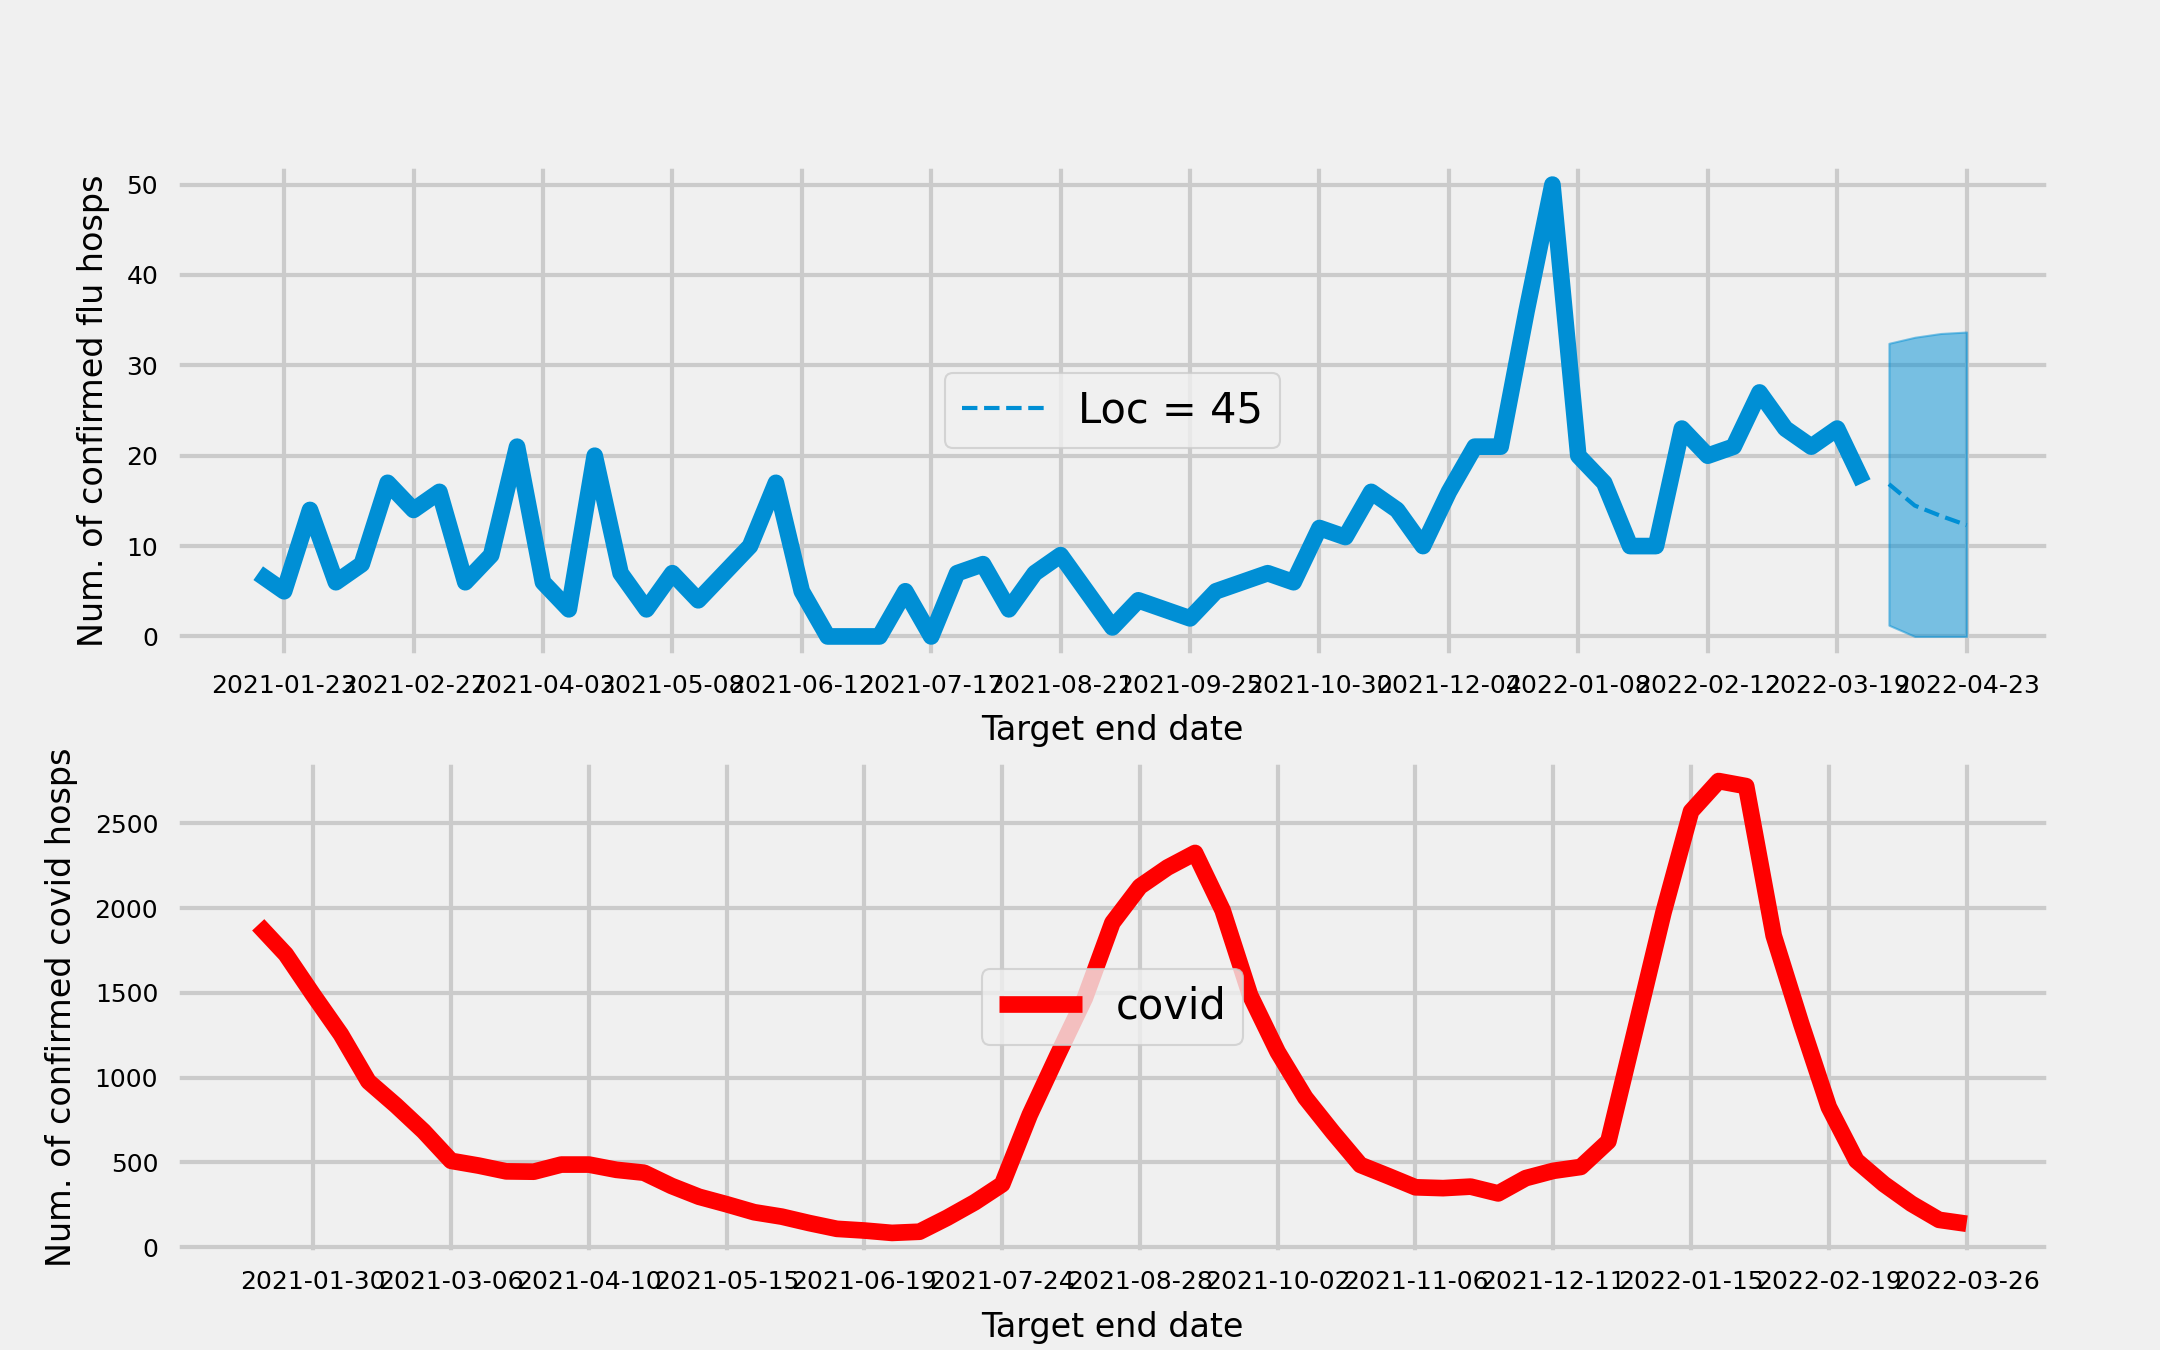 Num. of confirmed flu hosps
50
40
30
20
10
0
Loc = 45
2021-01-23 2021-02-27 2021-04-03 2021-05-08 2021-06-12 2021-07-17 2021-08-21 2021-09-25 2021-10-30 2021-12-04 2022-01-08 2022-02-12 2022-03-19 2022-04-23
Target end date
Num. of confirmed covid hosps
2500
2000
1500
1000
500
0
covid
2021-01-30 2021-03-06 2021-04-10 2021-05-15 2021-06-19 2021-07-24 2021-08-28 2021-10-02 2021-11-06 2021-12-11 2022-01-15 2022-02-19 2022-03-26
Target end date